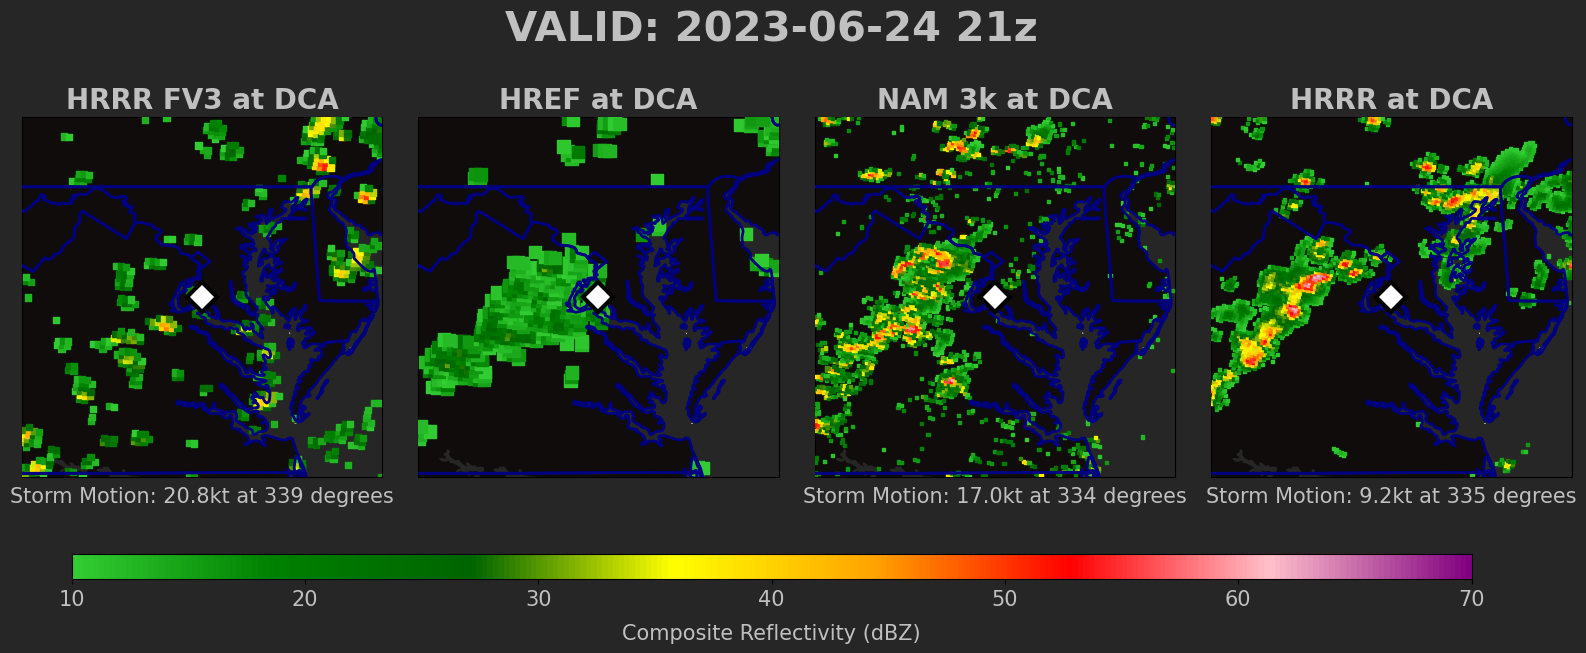 VALID: 2023-06-24 21z
HRRR FV3 at DCA
HREF at DCA
NAM 3k at DCA
HRRR at DCA
Storm Motion: 20.8kt at 339 degrees
Storm Motion: 17.0kt at 334 degrees
Storm Motion: 9.2kt at 335 degrees
10 20 30 40 50 60 70
Composite Reflectivity (dBZ)